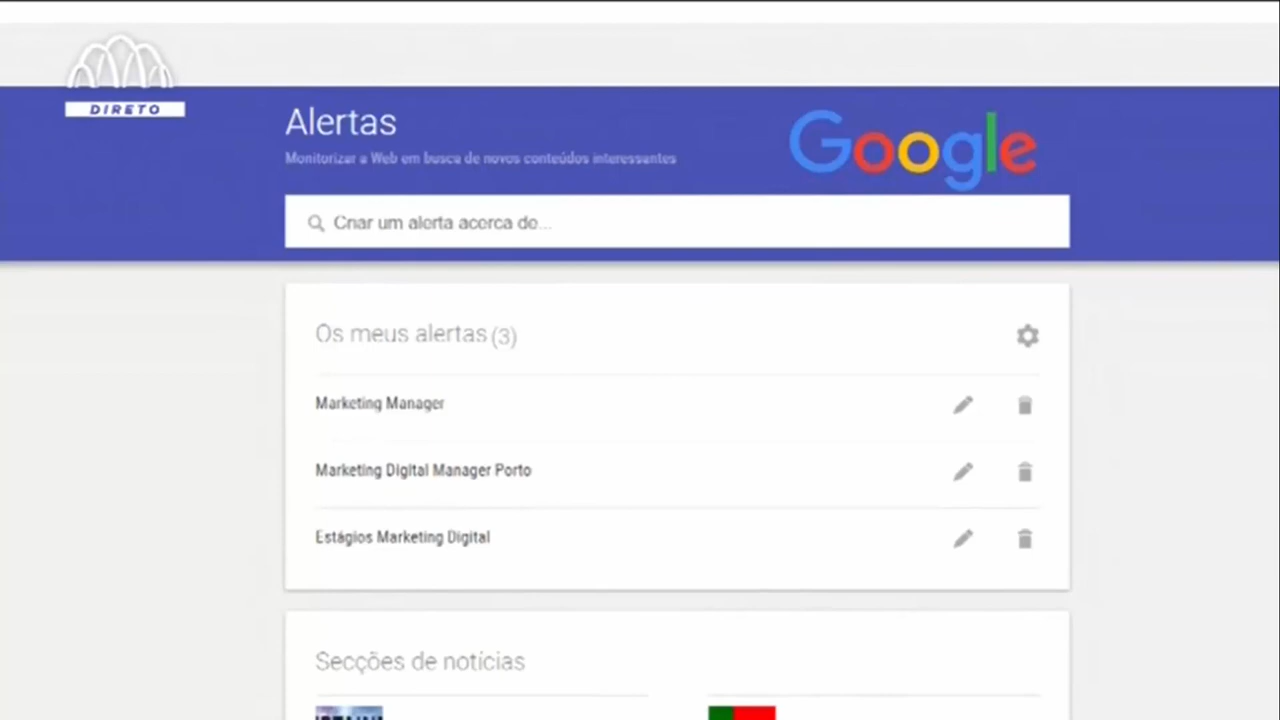 DIRETO
Alertas
Monitorizar a Web em busca de novos conteúdos interessantes
Google
Criar um alerta acerca de...
Os meus alertas (3)
Marketing Manager
Marketing Digital Manager Porto
Estágios Marketing Digital
Secções de notícias